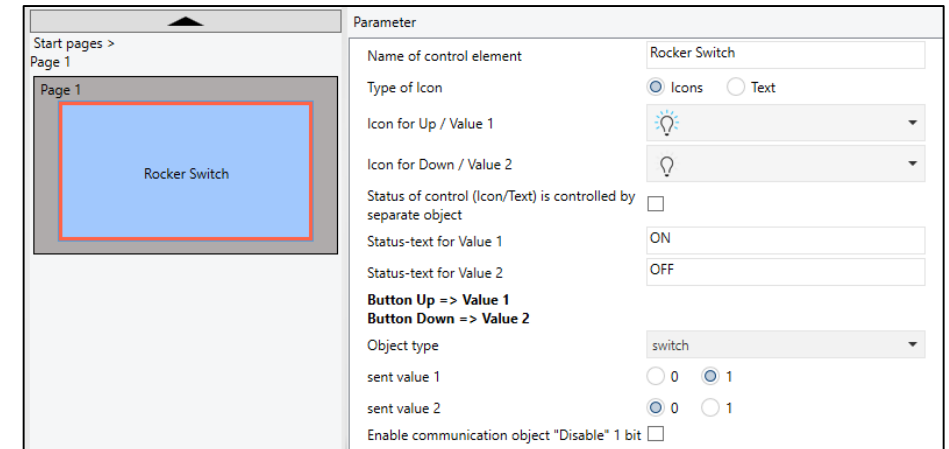 Start pages >
Page 1
Page 1
Rocker Switch
Parameter
Name of control element Rocker Switch
Type of Icon Icons Text
Icon for Up / Value 1
Icon for Down / Value 2
Status of control (Icon/Text) is controlled by
separate object
Status-text for Value 1 ON
Status-text for Value 2 OFF
Button Up => Value 1
Button Down => Value 2
Object type switch
sent value 1 0 1
sent value 2 0 1
Enable communication object "Disable" 1 bit